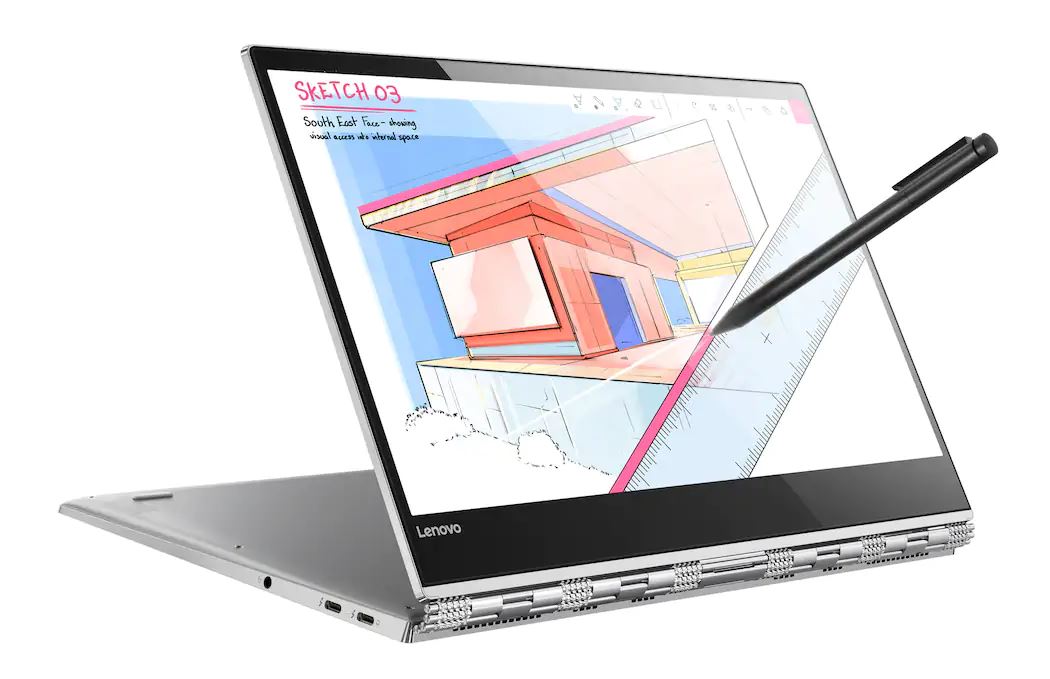 SKETCH 03
South East Face - showing
visual access into internal space
Lenovo